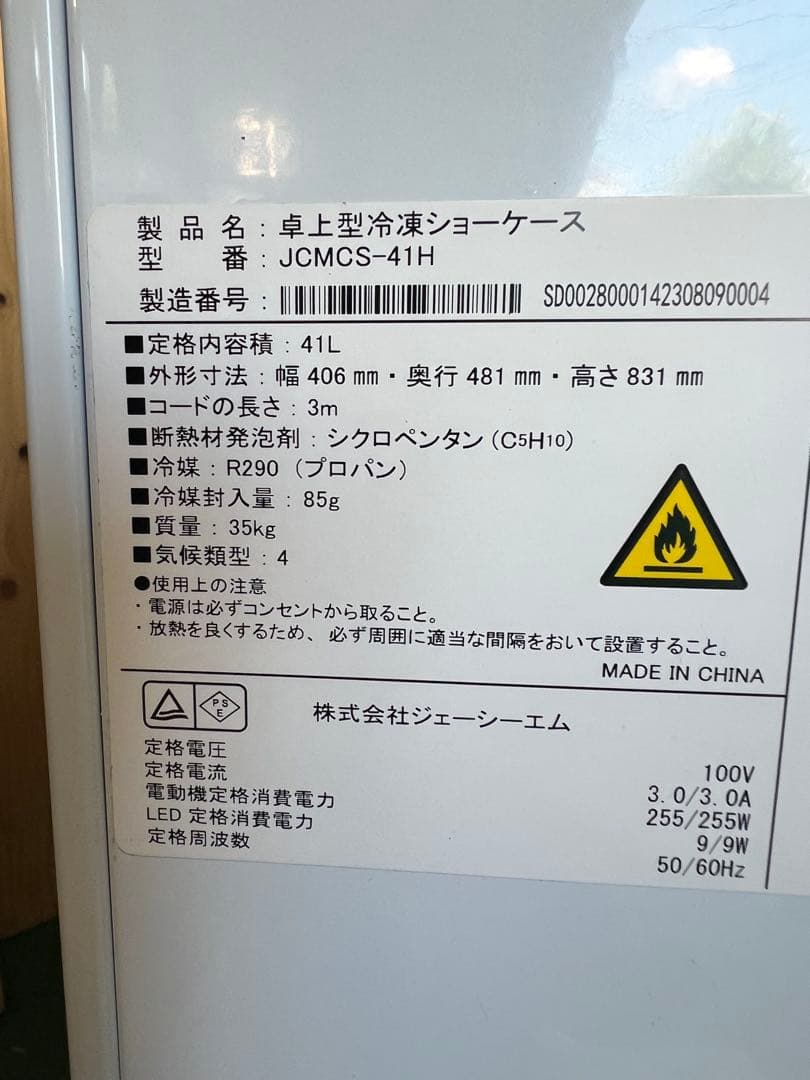 製品名：卓上型冷凍ショーケース
型番：JCMCS-41H
製造番号： SD0028000142308090004
■定格内容積：41L
■外形寸法：幅 406 mm・奥行 481 mm・高さ 831 mm
■コードの長さ：3m
■断熱材発泡剤：シクロペンタン（C5H10）
■冷媒：R290（プロパン）
■冷媒封入量：85g
■質量：35kg
■気候類型：4
●使用上の注意
・電源は必ずコンセントから取ること。
・放熱を良くするため、必ず周囲に適当な間隔をおいて設置すること。
MADE IN CHINA
PS
E
株式会社ジェーシーエム
定格電圧 100V
定格電流 3.0/3.0A
電動機定格消費電力 255/255W
LED 定格消費電力 9/9W
定格周波数 50/60Hz